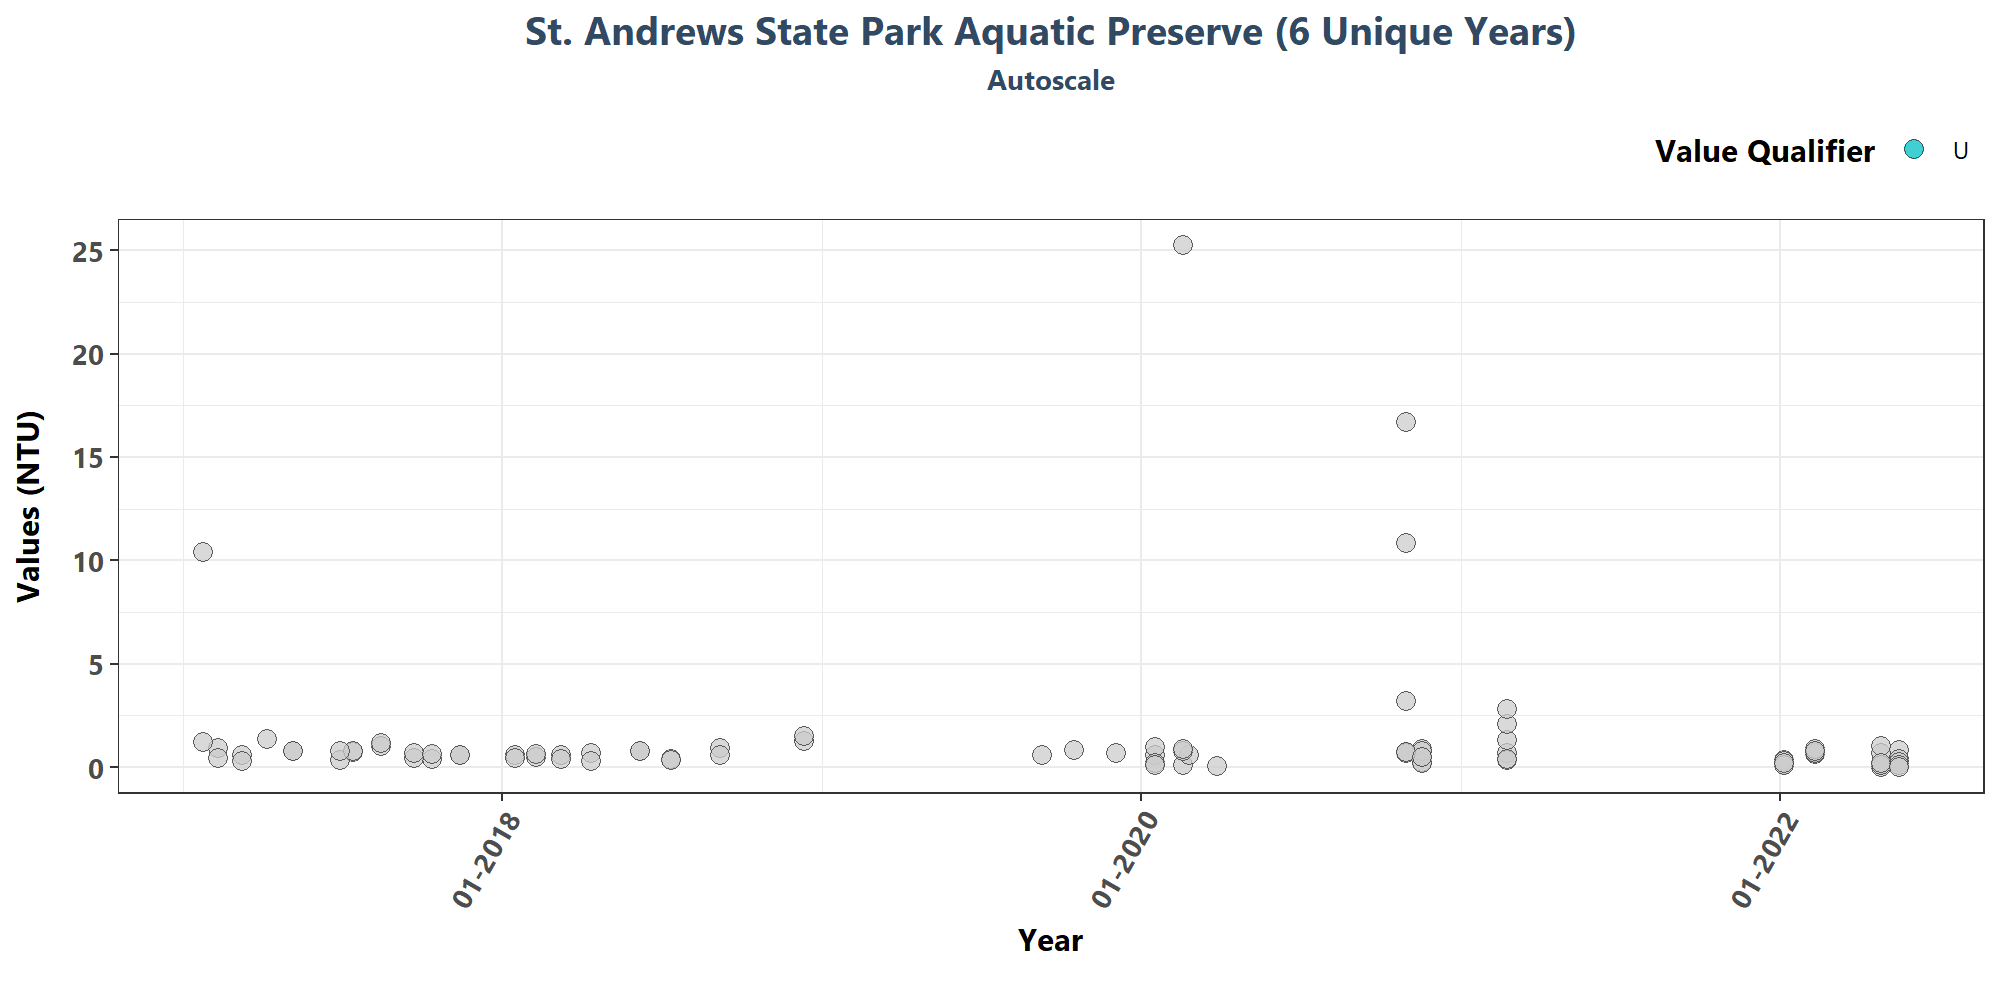 St. Andrews State Park Aquatic Preserve (6 Unique Years)
Autoscale
Value Qualifier U
25
20
15
10
5
0
Values (NTU)
01-2018
01-2020
01-2022
Year